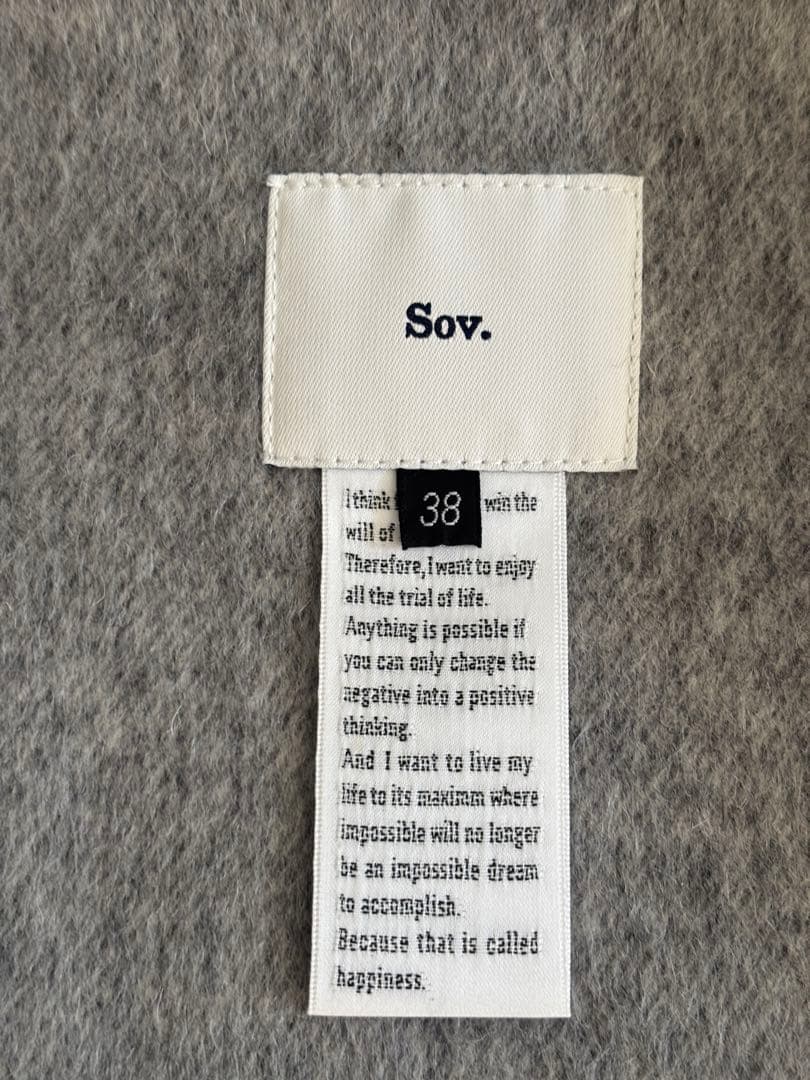 Sov.
38
I think win the
will of
Therefore, I want to enjoy
all the trial of life.
Anything is possible if
you can only change the
negative into a positive
thinking.
And I want to live my
life to its maximm where
impossible will no longer
be an impossible dream
to accomplish.
Because that is called
happiness.